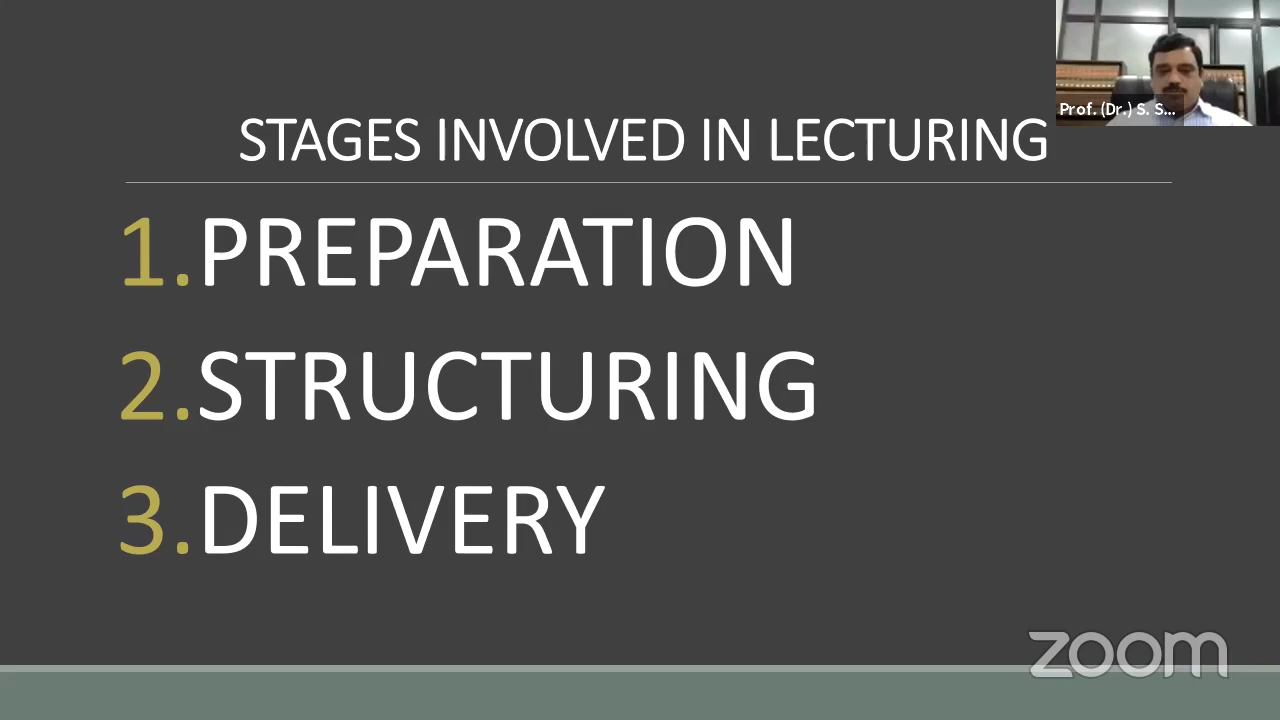 Prof. (Dr.) S. S...
STAGES INVOLVED IN LECTURING
1.PREPARATION
2.STRUCTURING
3.DELIVERY
zoom